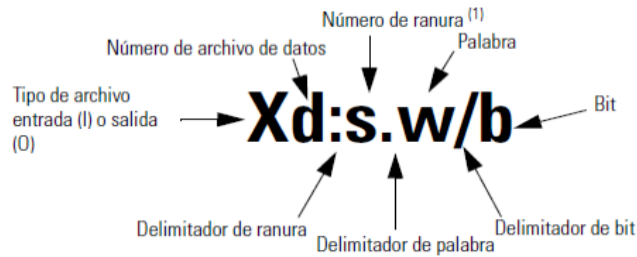 Número de ranura (1)
Número de archivo de datos
Palabra
Tipo de archivo
entrada (I) o salida
(O)
Xd:s.w/b
Bit
Delimitador de ranura
Delimitador de palabra
Delimitador de bit